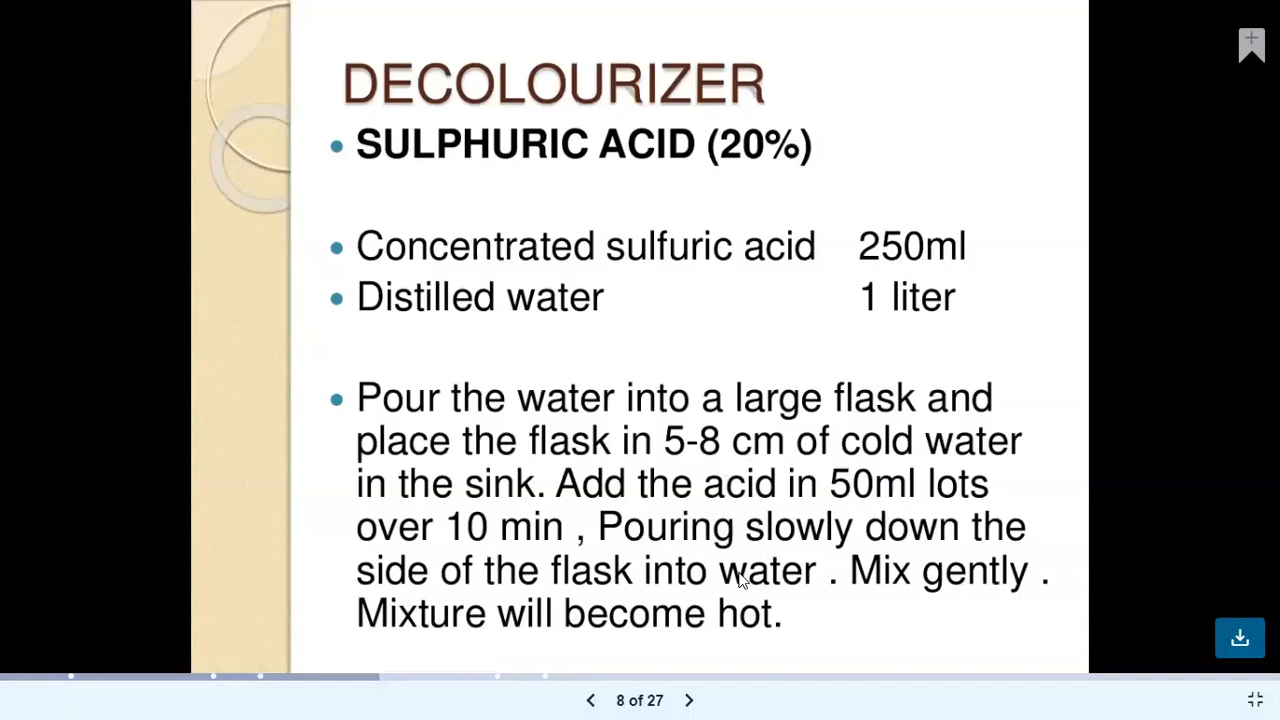 DECOLOURIZER
• SULPHURIC ACID (20%)
• Concentrated sulfuric acid 250ml
• Distilled water 1 liter
• Pour the water into a large flask and
place the flask in 5-8 cm of cold water
in the sink. Add the acid in 50ml lots
over 10 min , Pouring slowly down the
side of the flask into water . Mix gently .
Mixture will become hot.
8 of 27